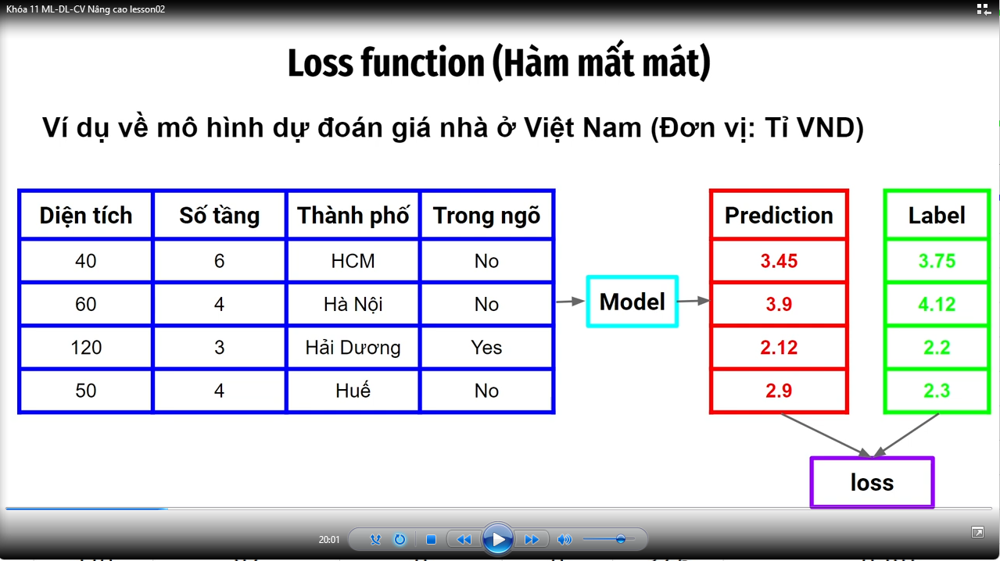 Khóa 11 ML-DL-CV Nâng cao lesson02
Loss function (Hàm mất mát)
Ví dụ về mô hình dự đoán giá nhà ở Việt Nam (Đơn vị: Tỉ VND)
Diện tích Số tầng Thành phố Trong ngõ Prediction Label
40 6 HCM No 3.45 3.75
60 4 Hà Nội No 3.9 4.12
Model
120 3 Hải Dương Yes 2.12 2.2
50 4 Huế No 2.9 2.3
loss
20:01